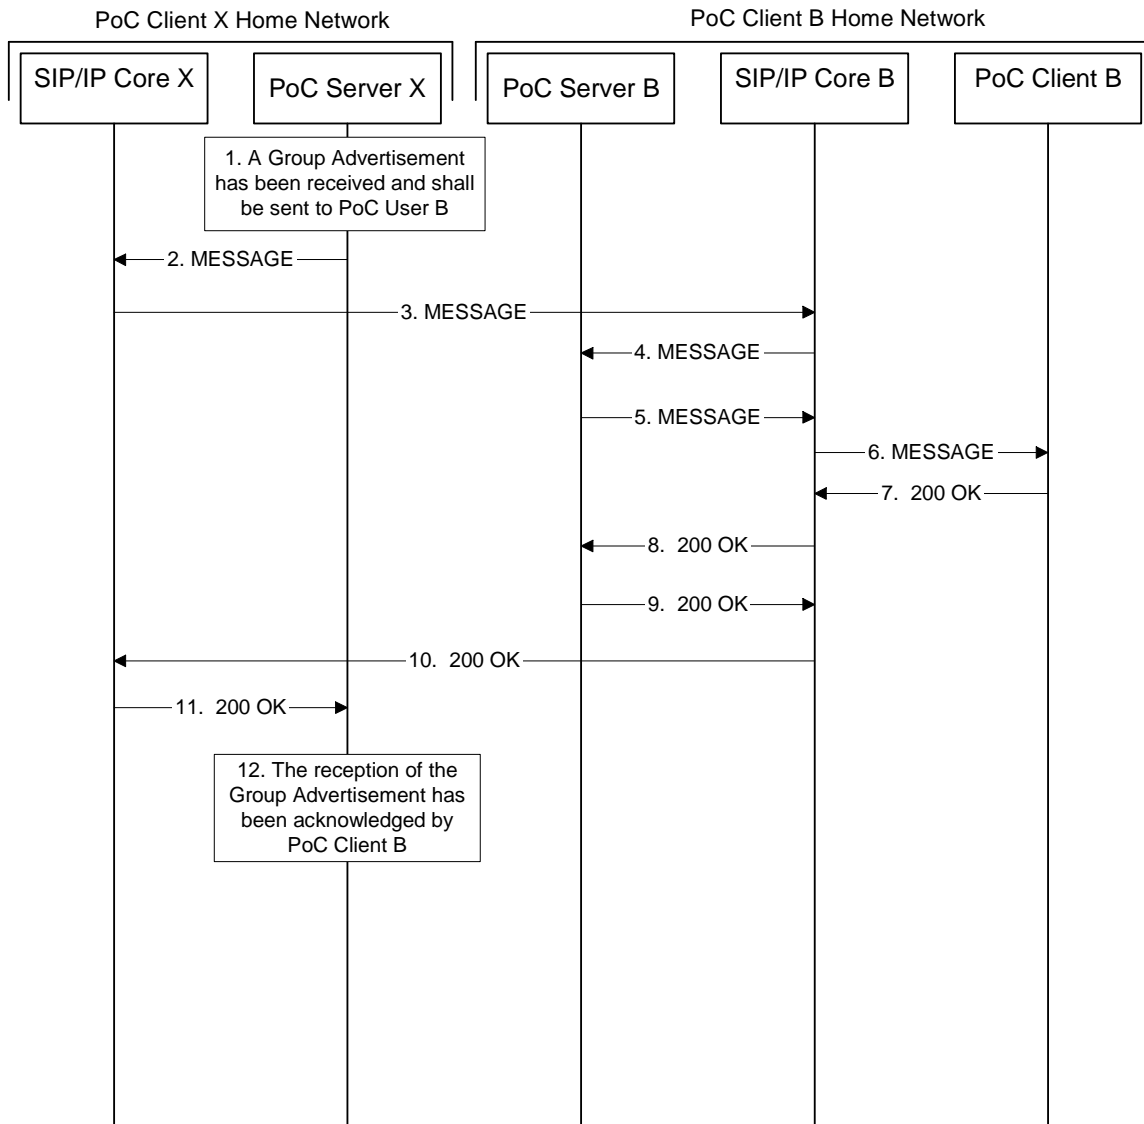 PoC Client X Home Network
PoC Client B Home Network
SIP/IP Core X
PoC Server X
PoC Server B
SIP/IP Core B
PoC Client B
1. A Group Advertisement
has been received and shall
be sent to PoC User B
2. MESSAGE
3. MESSAGE
4. MESSAGE
5. MESSAGE
6. MESSAGE
7.  200 OK
8.  200 OK
9.  200 OK
10.  200 OK
11.  200 OK
12. The reception of the
Group Advertisement has
been acknowledged by
PoC Client B